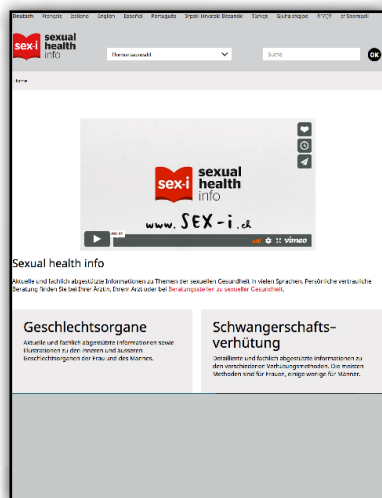 Deutsch Français Italiano English Español Português Srpski Hrvatski Bosanski Türkçe Gjuha shqipe af Soomaali
sex-i sexual health info
Themenauswahl
Suche
OK
Home
sex-i sexual health info
www. SEX-i.ch
vimeo
Sexual health info
Aktuelle und fachlich abgestützte Informationen zu Themen der sexuellen Gesundheit in vielen Sprachen. Persönliche vertrauliche
Beratung finden Sie bei Ihrer Ärztin, Ihrem Arzt oder bei Beratungsstellen zu sexueller Gesundheit.
Geschlechtsorgane
Aktuelle und fachlich abgestützte Informationen sowie
Illustrationen zu den inneren und äusseren
Geschlechtsorganen der Frau und des Mannes.
Schwangerschafts-
verhütung
Detaillierte und fachlich abgestützte Informationen zu
den verschiedenen Verhütungsmethoden. Die meisten
Methoden sind für Frauen, einige wenige für Männer.